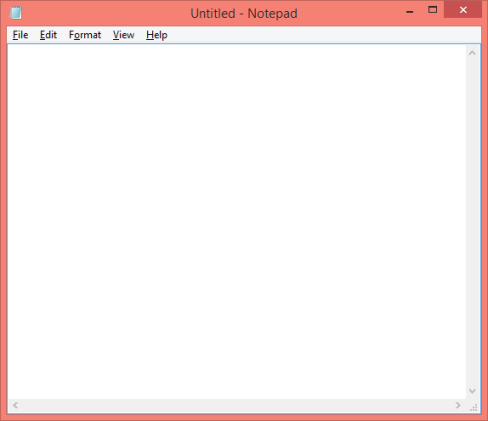 Untitled - Notepad
File Edit Format View Help